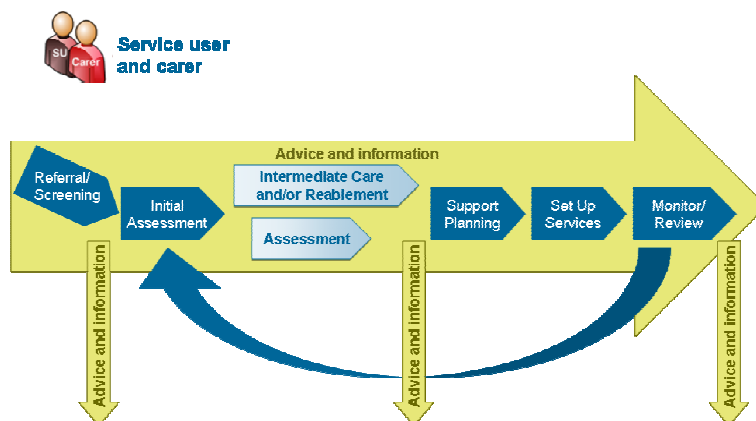 SU
Carer
Service user
and carer
Advice and information
Referral/
Screening
Initial
Assessment
Intermediate Care
and/or Reablement
Assessment
Support
Planning
Set Up
Services
Monitor/
Review
Advice and information
Advice and information
Advice and information